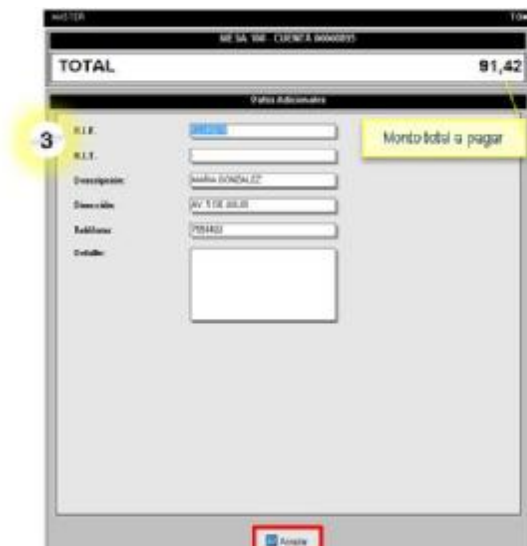 MESA 100 - CUENTA 00000095
TOTAL 91,42
Datos Adicionales
3
R.I.F.
N.I.T.
Monto total a pagar
Descripción: MARIA GONZALEZ
Dirección: AV. 5 DE JULIO
Teléfono:
Detalle:
Aceptar